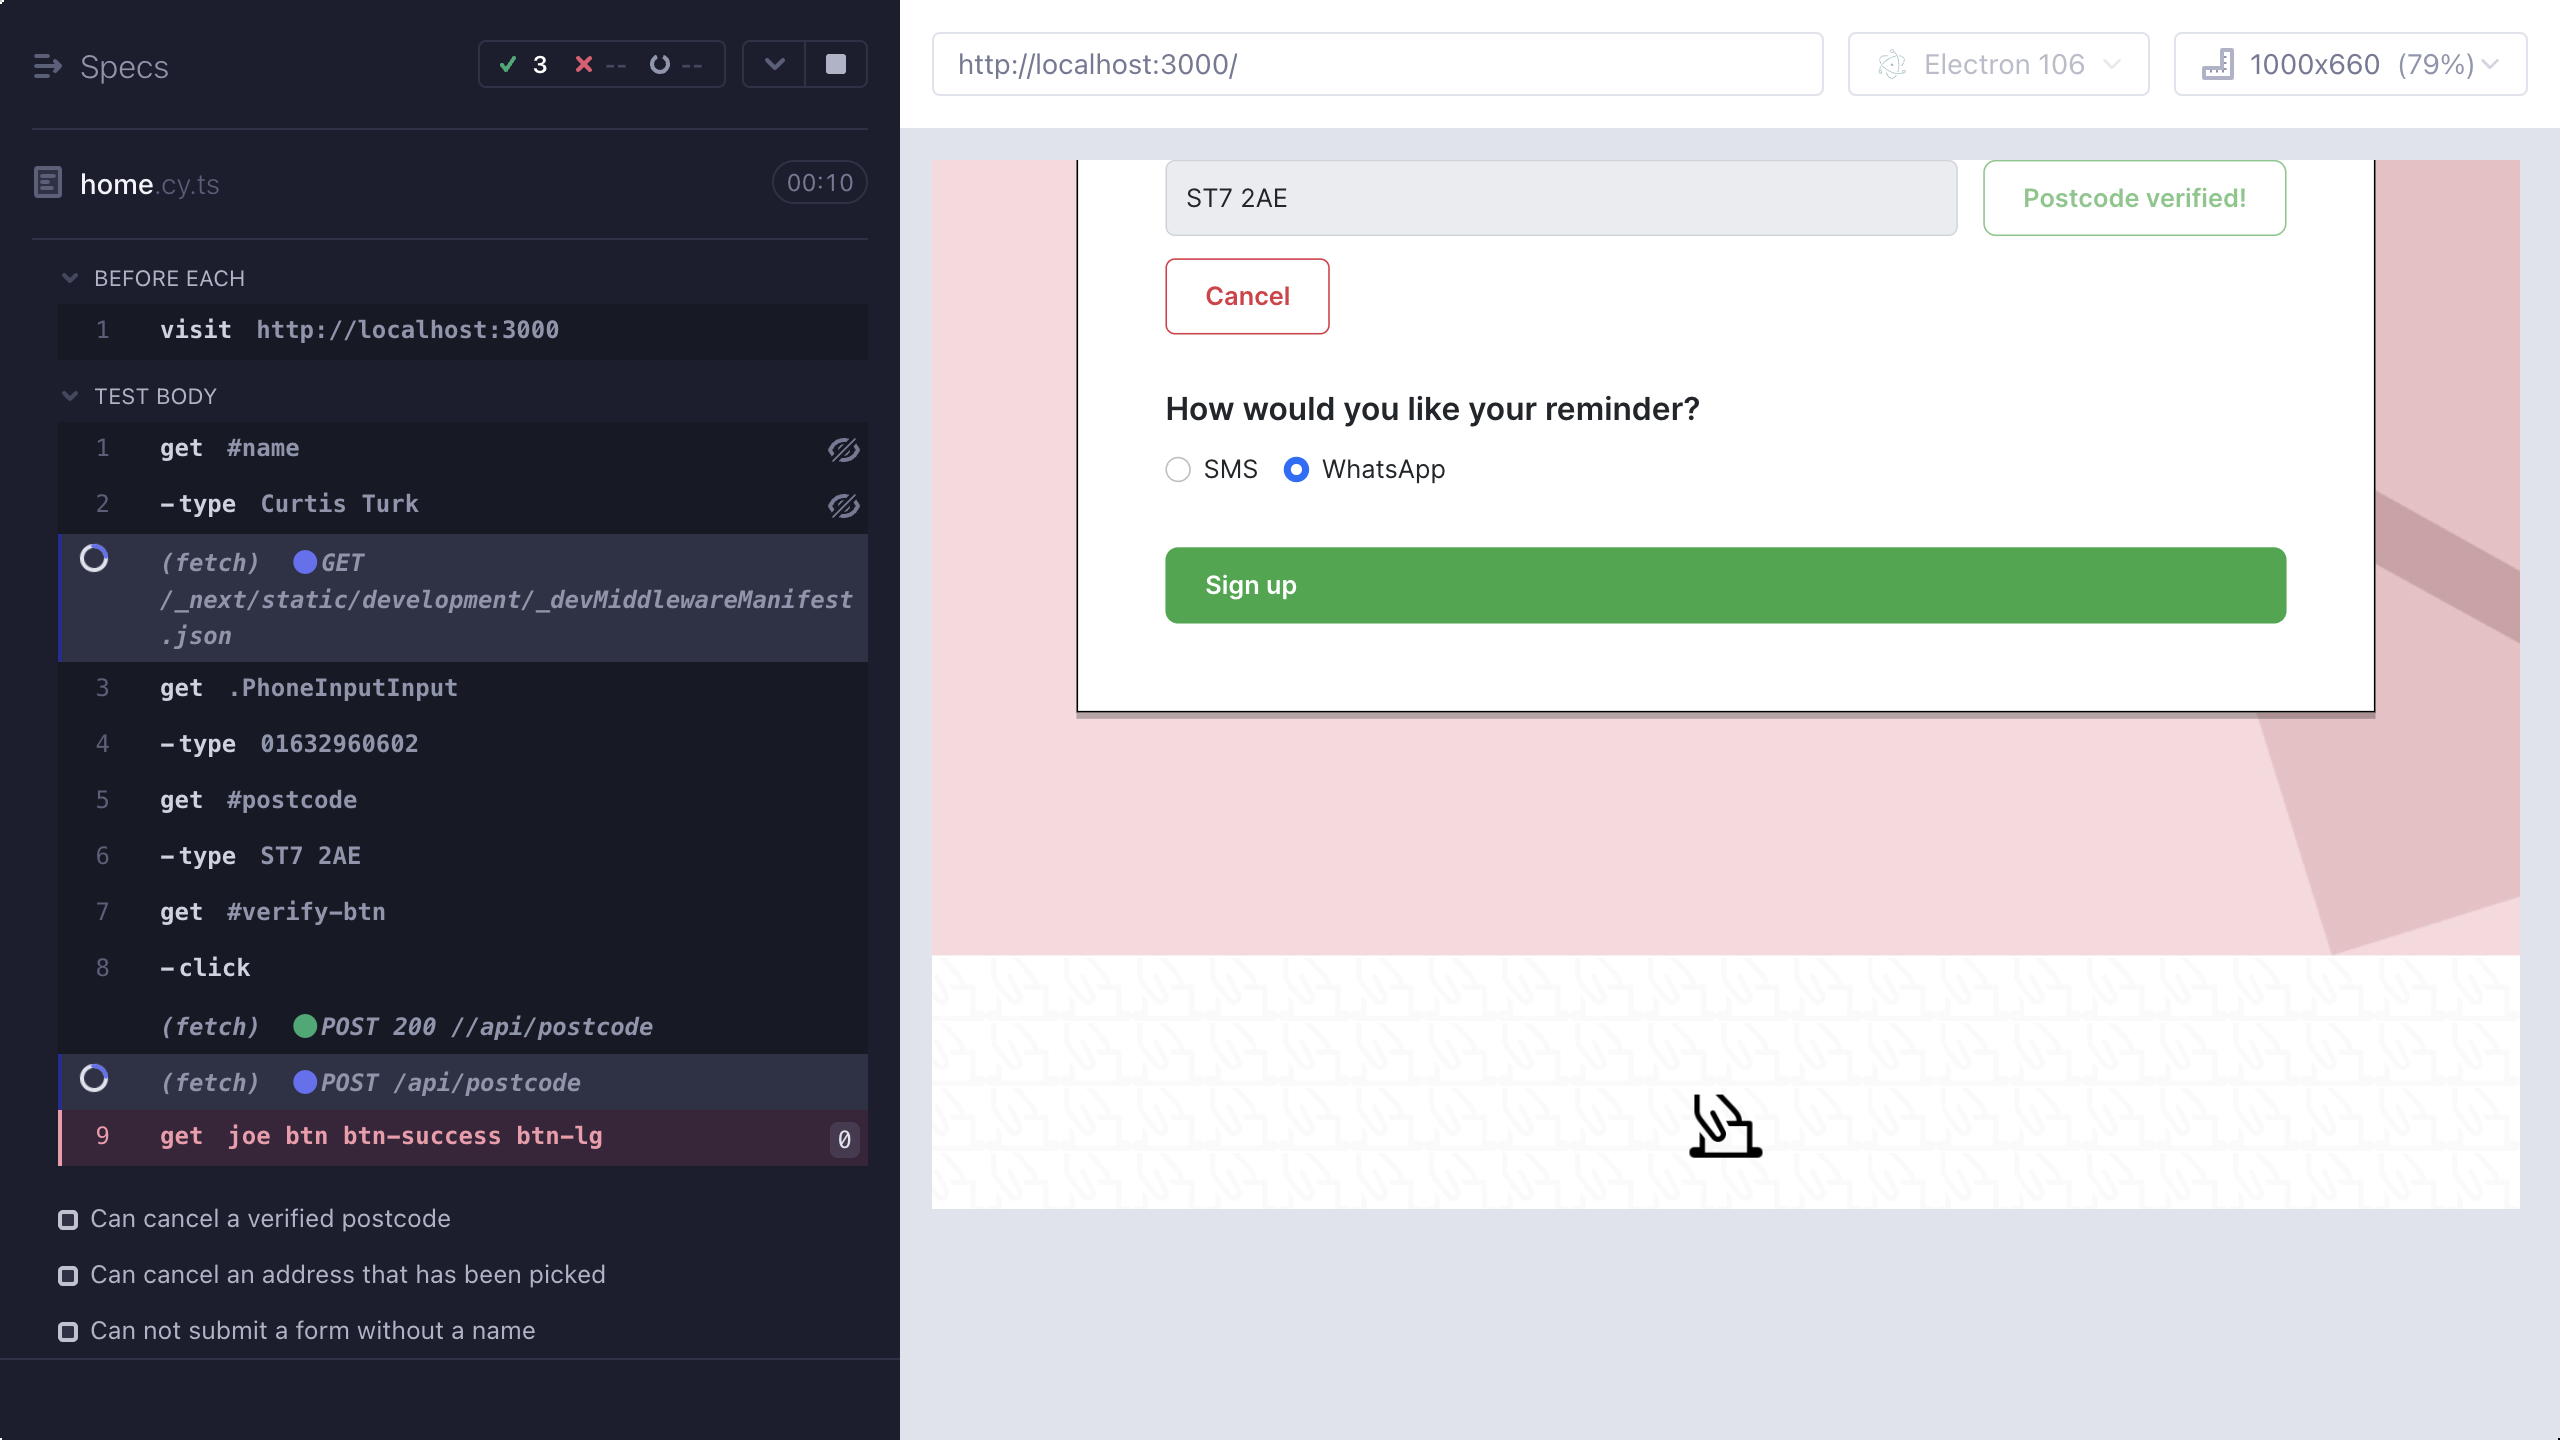 Specs
3 -- --
home.cy.ts
00:10
BEFORE EACH
1 visit http://localhost:3000
TEST BODY
1 get #name
2 -type Curtis Turk
(fetch) GET
/_next/static/development/_devMiddlewareManifest
.json
3 get .PhoneInputInput
4 -type 01632960602
5 get #postcode
6 -type ST7 2AE
7 get #verify-btn
8 -click
(fetch) POST 200 //api/postcode
(fetch) POST /api/postcode
9 get joe btn btn-success btn-lg 0
Can cancel a verified postcode
Can cancel an address that has been picked
Can not submit a form without a name
http://localhost:3000/
Electron 106
1000x660 (79%)
ST7 2AE
Postcode verified!
Cancel
How would you like your reminder?
SMS WhatsApp
Sign up